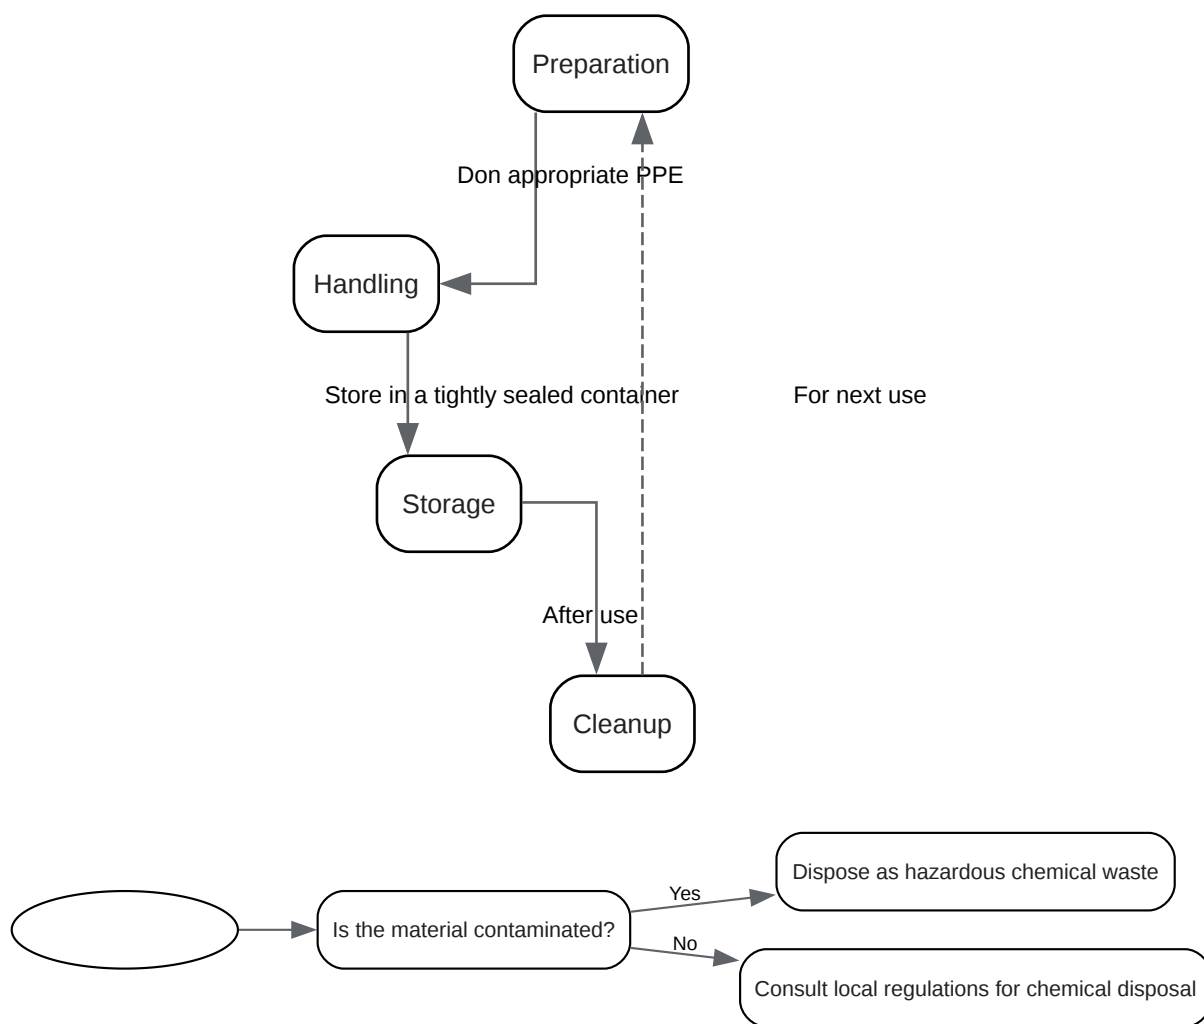 Preparation
Don appropriate PPE
Handling
Store in a tightly sealed container
For next use
Storage
After use
Cleanup
Dispose as hazardous chemical waste
Yes
Is the material contaminated?
No
Consult local regulations for chemical disposal